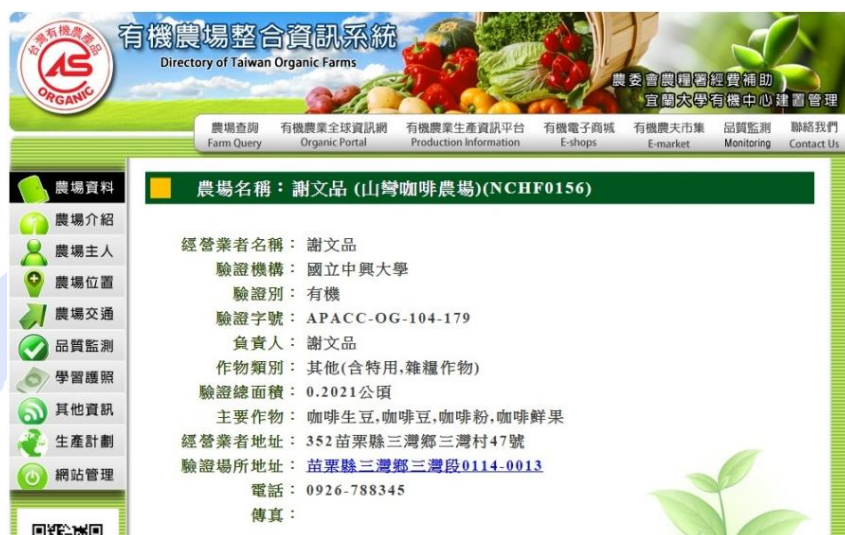 台灣有機農產品
ORGANIC
有機農場整合資訊系統
Directory of Taiwan Organic Farms
農委會農糧署經費補助
宜蘭大學有機中心建置管理
農場查詢 有機農業全球資訊網 有機農業生產資訊平台 有機電子商城 有機農夫市集 品質監測 聯絡我們
Farm Query Organic Portal Production Information E-shops E-market Monitoring Contact Us
農場資料
農場介紹
農場主人
農場位置
農場交通
品質監測
學習護照
其他資訊
生產計劃
網站管理
農場名稱：謝文品 (山彎咖啡農場)(NCHF0156)
經營業者名稱： 謝文品
驗證機構： 國立中興大學
驗證別： 有機
驗證字號： APACC-OG-104-179
負責人： 謝文品
作物類別： 其他(含特用,雜糧作物)
驗證總面積： 0.2021公頃
主要作物： 咖啡生豆,咖啡豆,咖啡粉,咖啡鮮果
經營業者地址： 352苗栗縣三灣鄉三灣村47號
驗證場所地址： 苗栗縣三灣鄉三灣段0114-0013
電話： 0926-788345
傳真：